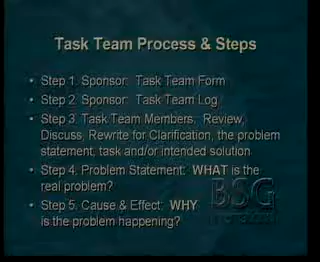 Task Team Process & Steps
• Step 1. Sponsor: Task Team Form
• Step 2. Sponsor: Task Team Log
• Step 3. Task Team Members: Review,
Discuss, Rewrite for Clarification, the problem
statement, task and/or intended solution
• Step 4. Problem Statement: WHAT is the
real problem?
• Step 5. Cause & Effect: WHY
is the problem happening?
BSG